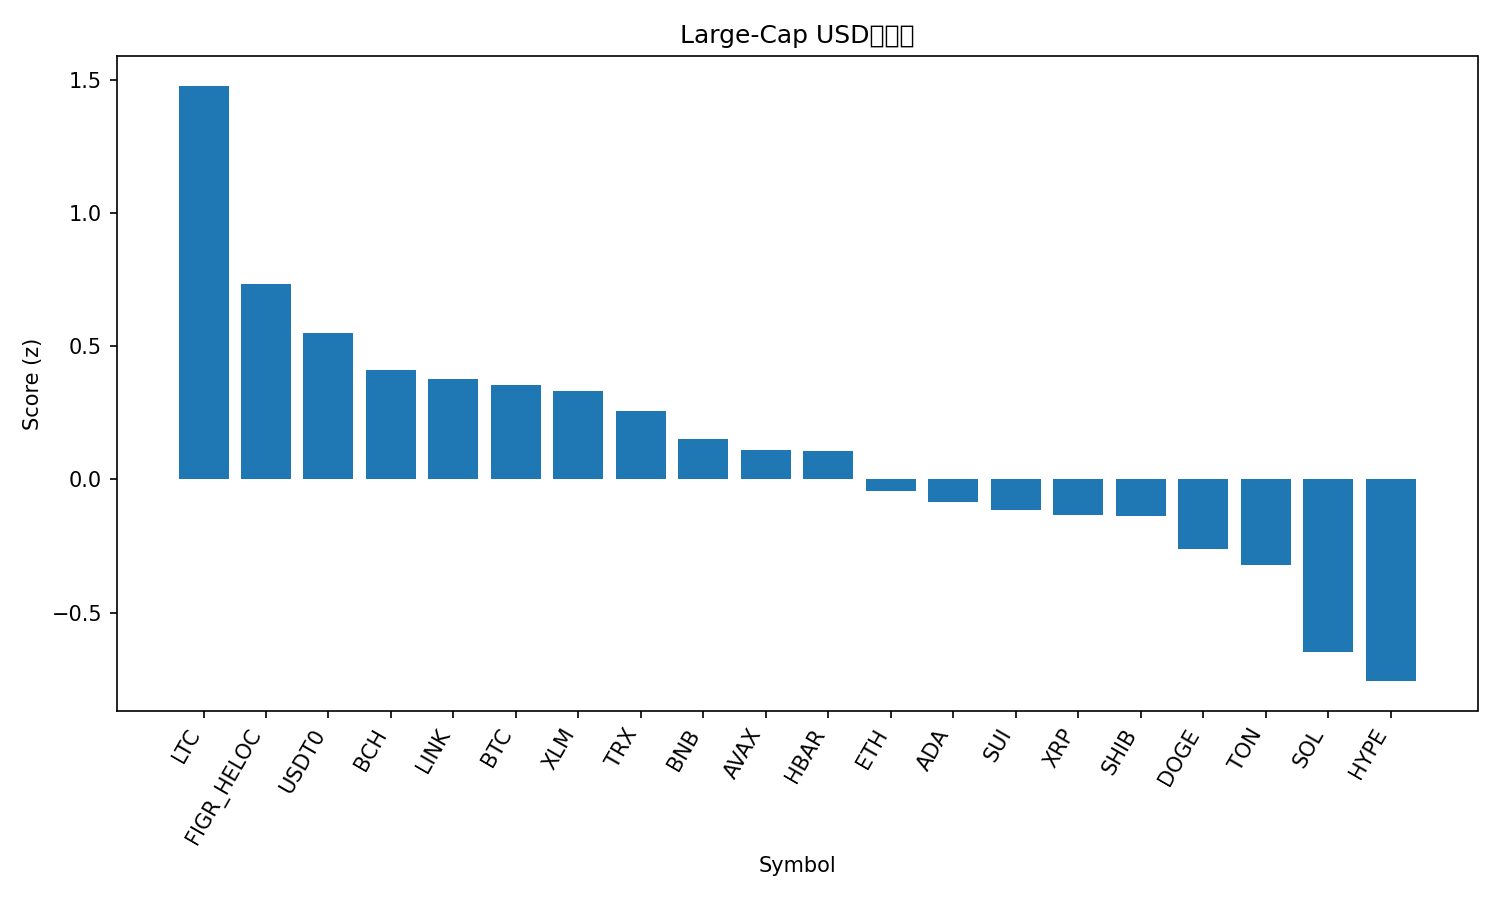 Large-Cap USD
Score (z)
1.5
1.0
0.5
0.0
−0.5
LTC
FIGR_HELOC
USDT0
BCH
LINK
BTC
XLM
TRX
BNB
AVAX
HBAR
ETH
ADA
SUI
XRP
SHIB
DOGE
TON
SOL
HYPE
Symbol